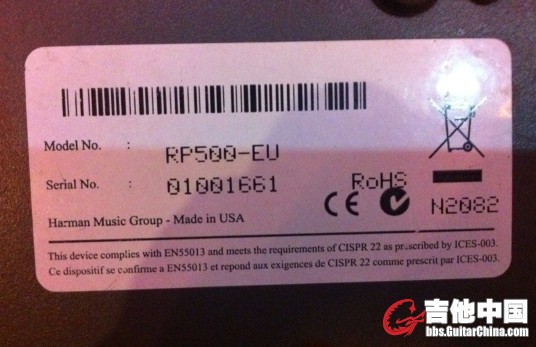 Model No. : RP500-EU
Serial No. : 01001661
RoHS
CE N2082
Harman Music Group - Made in USA
This device complies with EN55013 and meets the requirements of CISPR 22 as prescribed by ICES-003.
Ce dispositif se confirme a EN55013 et repond aux exigences de CISPR 22 comme prescrit par ICES-003.
吉他中国
bbs.GuitarChina.com